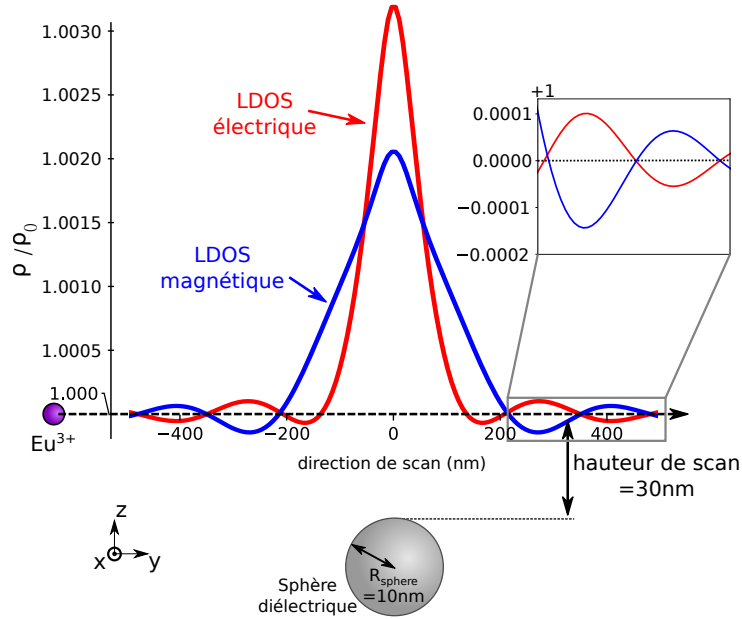 1.0030
1.0025
1.0020
1.0015
1.0010
1.0005
1.000
ρ /ρ0
LDOS
électrique
LDOS
magnétique
+1
0.0001
0.0000
−0.0001
−0.0002
Eu3+
−400
−200
0
200
400
direction de scan (nm)
hauteur de scan
=30nm
z
x
y
Sphère
diélectrique
Rsphere
=10nm